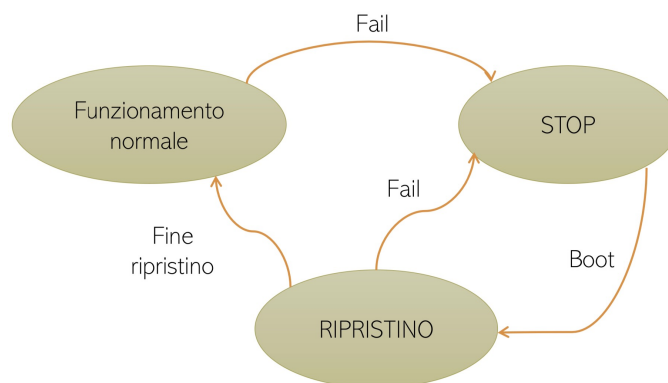 Fail
Funzionamento
normale
STOP
Fail
Fine
ripristino
Boot
RIPRISTINO